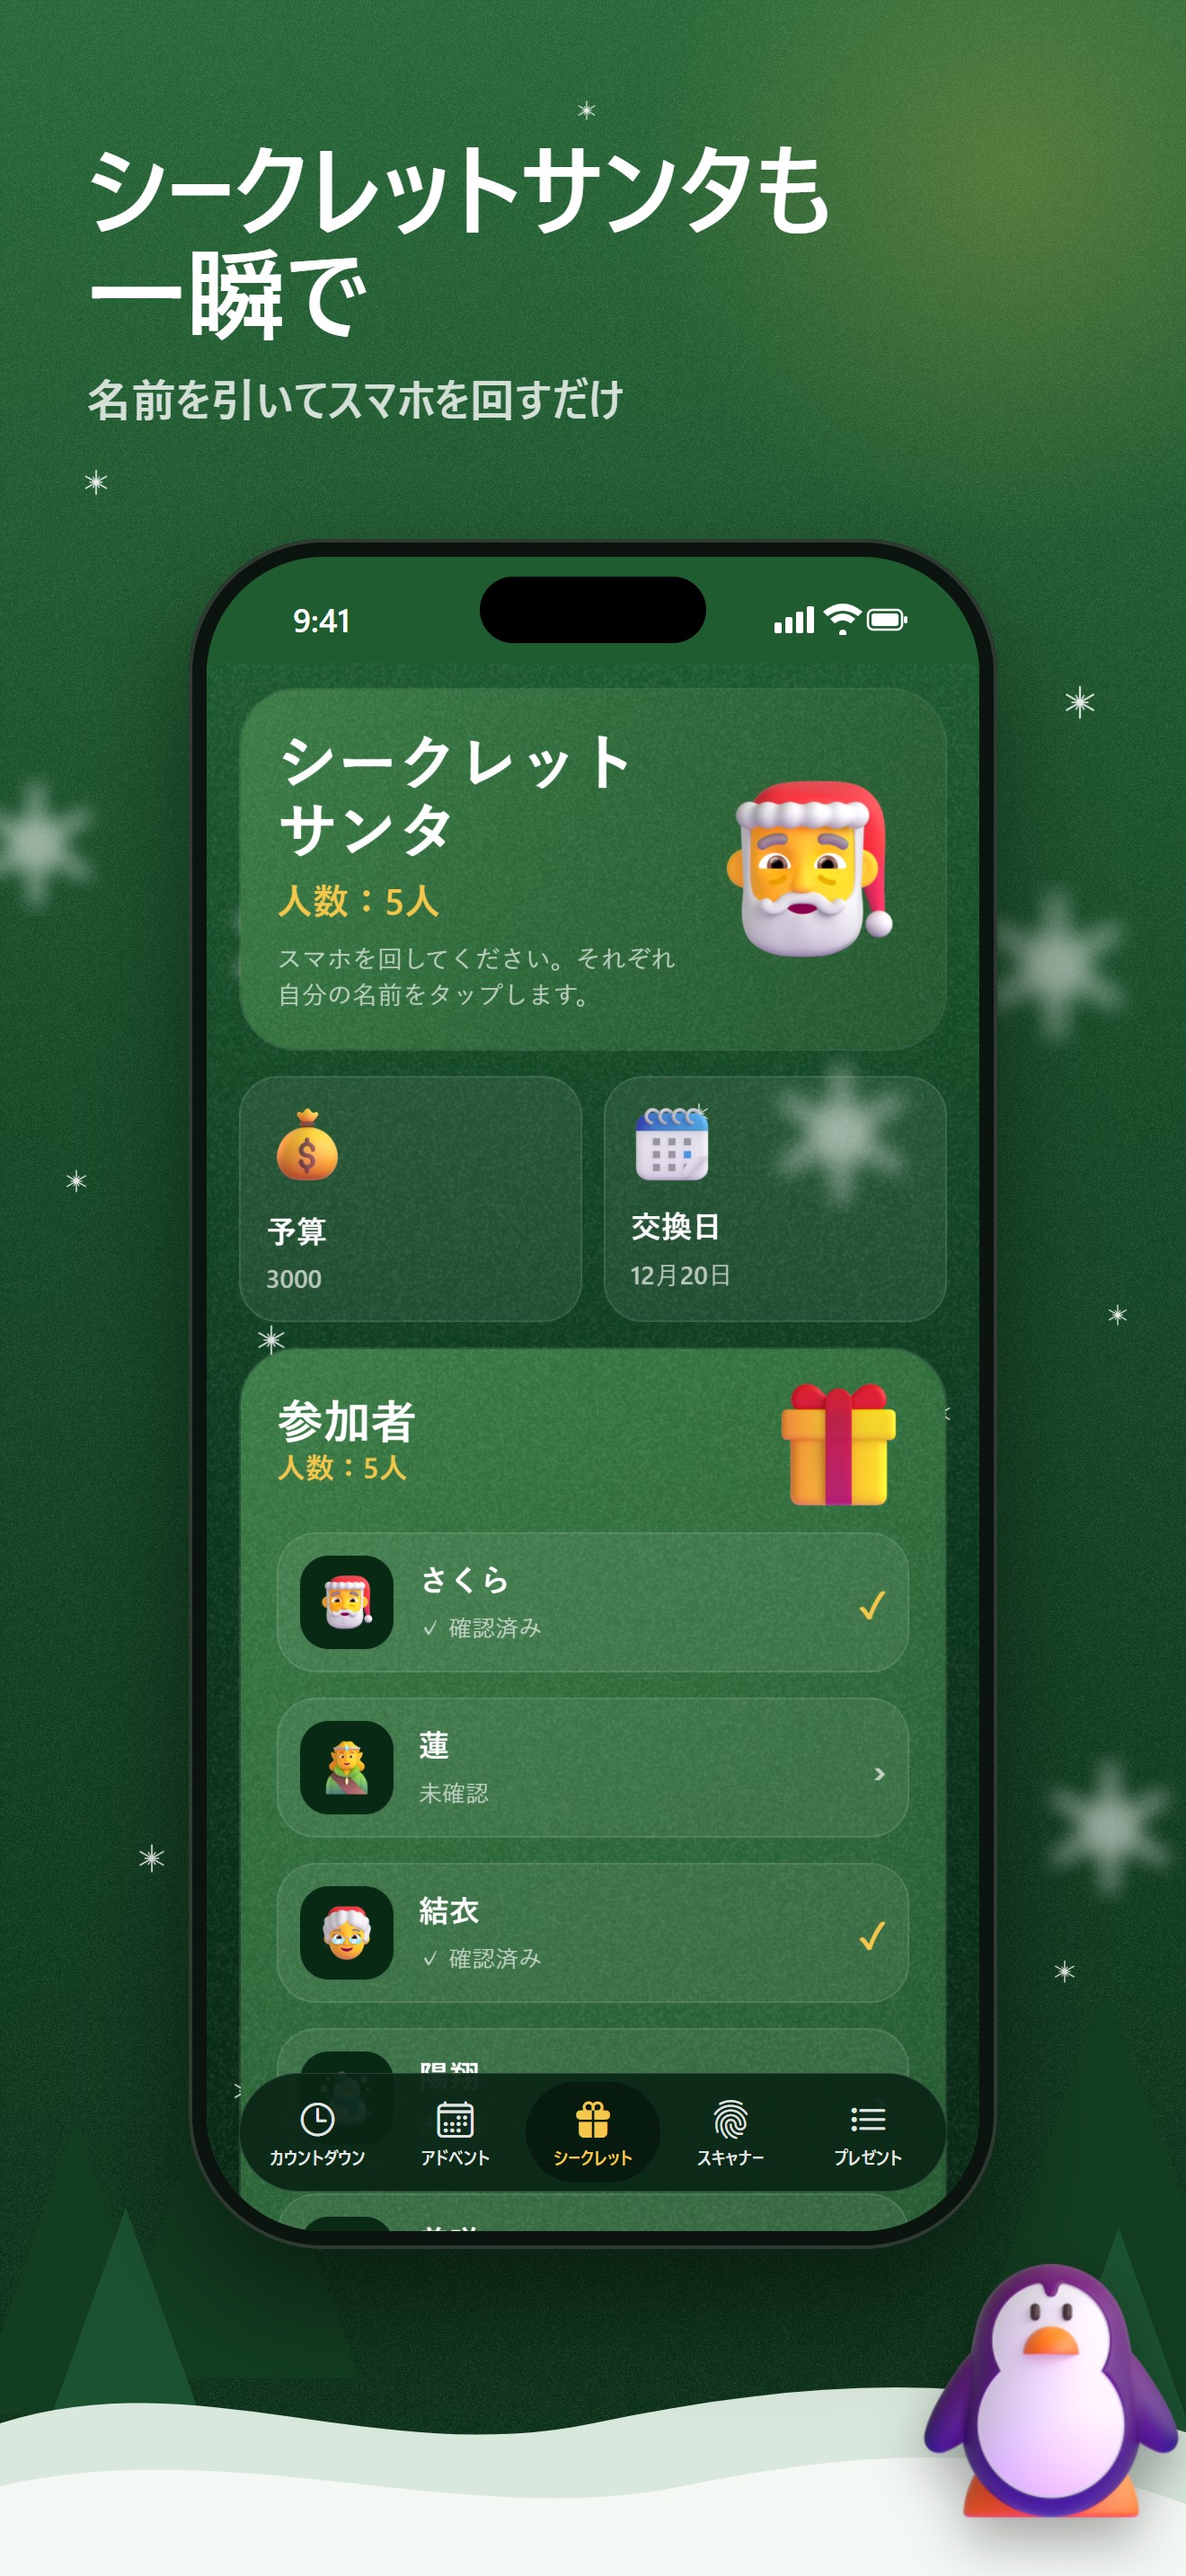 シークレットサンタも
一瞬で
名前を引いてスマホを回すだけ
9:41
シークレット
サンタ
人数：5人
スマホを回してください。それぞれ
自分の名前をタップします。
予算
3000
交換日
12月20日
参加者
人数：5人
さくら
✓ 確認済み
蓮
未確認
結衣
✓ 確認済み
陽翔
カウントダウン
アドベント
シークレット
スキャナー
プレゼント